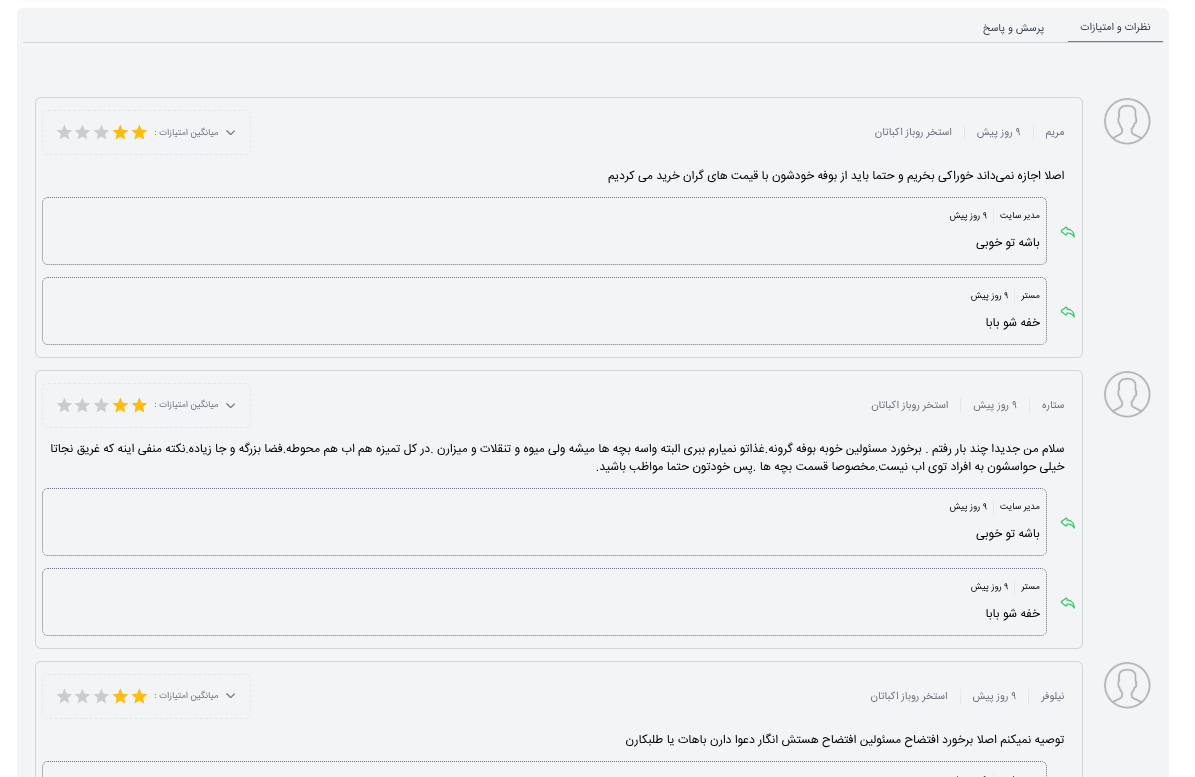 نظرات و امتیازات
پرسش و پاسخ
مریم ۹ روز پیش استخر روباز اکباتان
میانگین امتیازات :
اصلا اجازه نمی‌داند خوراکی بخریم و حتما باید از بوفه خودشون با قیمت های گران خرید می کردیم
مدیر سایت ۹ روز پیش
باشه تو خوبی
مستر ۹ روز پیش
خفه شو بابا
ستاره ۹ روز پیش استخر روباز اکباتان
میانگین امتیازات :
سلام من جدیدا چند بار رفتم . برخورد مسئولین خوبه بوفه گرونه.غذاتو نمیارم ببری البته واسه بچه ها میشه ولی میوه و تنقلات و میزارن .در کل تمیزه هم اب هم محوطه.فضا بزرگه و جا زیاده.نکته منفی اینه که غریق نجاتا
خیلی حواسشون به افراد توی اب نیست.مخصوصا قسمت بچه ها .پس خودتون حتما مواظب باشید.
مدیر سایت ۹ روز پیش
باشه تو خوبی
مستر ۹ روز پیش
خفه شو بابا
نیلوفر ۹ روز پیش استخر روباز اکباتان
میانگین امتیازات :
توصیه نمیکنم اصلا برخورد افتضاح مسئولین افتضاح هستش انگار دعوا دارن باهات یا طلبکارن